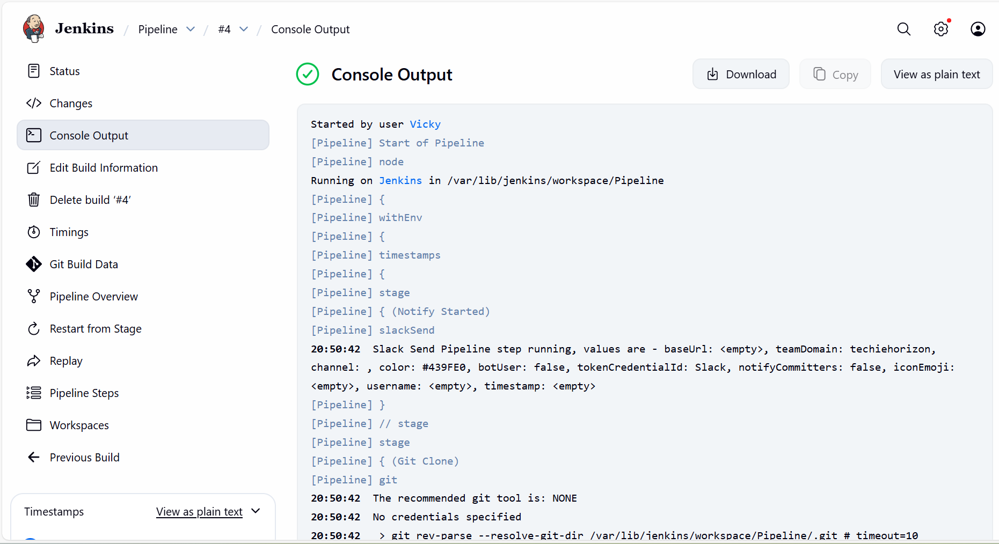 Jenkins / Pipeline / #4 / Console Output
Status
Changes
Console Output
Edit Build Information
Delete build ‘#4’
Timings
Git Build Data
Pipeline Overview
Restart from Stage
Replay
Pipeline Steps
Workspaces
Previous Build
Timestamps View as plain text
Console Output
Download
Copy
View as plain text
Started by user Vicky
[Pipeline] Start of Pipeline
[Pipeline] node
Running on Jenkins in /var/lib/jenkins/workspace/Pipeline
[Pipeline] {
[Pipeline] withEnv
[Pipeline] {
[Pipeline] timestamps
[Pipeline] {
[Pipeline] stage
[Pipeline] { (Notify Started)
[Pipeline] slackSend
20:50:42 Slack Send Pipeline step running, values are - baseUrl: <empty>, teamDomain: techiehorizon,
channel: , color: #439FE0, botUser: false, tokenCredentialId: Slack, notifyCommitters: false, iconEmoji:
<empty>, username: <empty>, timestamp: <empty>
[Pipeline] }
[Pipeline] // stage
[Pipeline] stage
[Pipeline] { (Git Clone)
[Pipeline] git
20:50:42 The recommended git tool is: NONE
20:50:42 No credentials specified
20:50:42 > git rev-parse --resolve-git-dir /var/lib/jenkins/workspace/Pipeline/.git # timeout=10